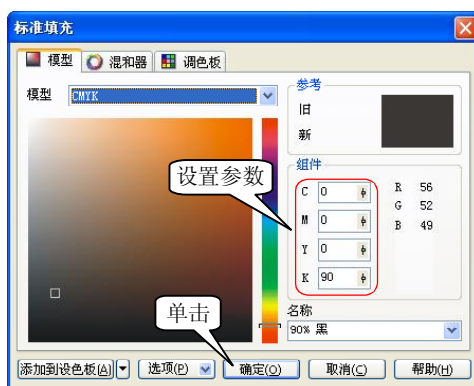 标准填充
模型 混和器 调色板
模型 CMYK
参考
旧
新
设置参数
组件
C 0 R 56
M 0 G 52
Y 0 B 49
K 90
单击
名称
90% 黑
添加到设色板(A) 选项(P) 确定(O) 取消(C) 帮助(H)